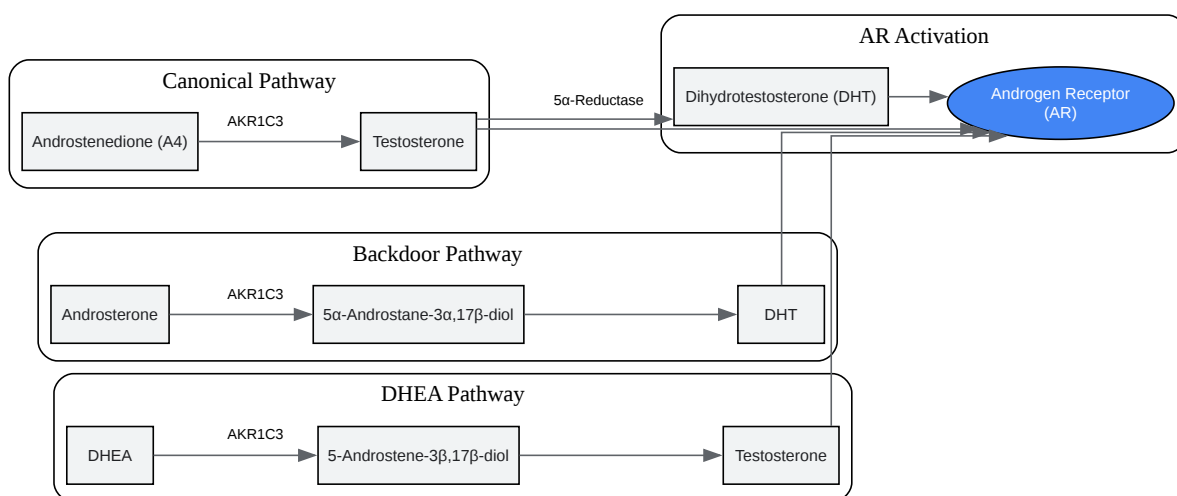 AR Activation
Canonical Pathway
5α-Reductase
Dihydrotestosterone (DHT)
Androgen Receptor
(AR)
Androstenedione (A4)
AKR1C3
Testosterone
Backdoor Pathway
Androsterone
AKR1C3
5α-Androstane-3α,17β-diol
DHT
DHEA Pathway
DHEA
AKR1C3
5-Androstene-3β,17β-diol
Testosterone